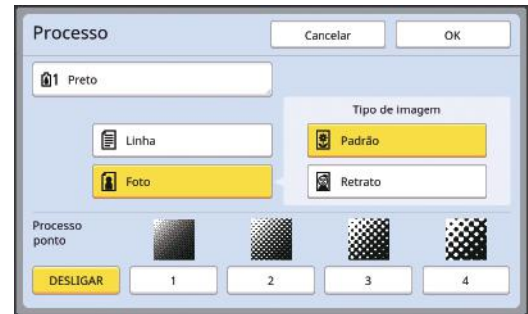 Processo
Cancelar
OK
1 Preto
Tipo de imagem
Linha
Padrão
Foto
Retrato
Processo
ponto
DESLIGAR
1
2
3
4